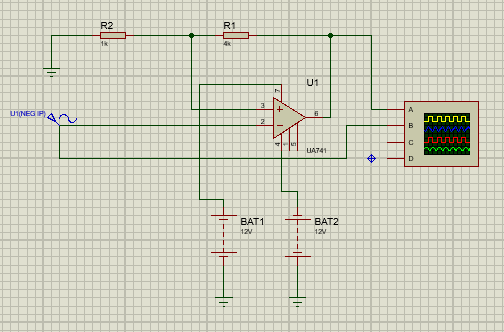 R2
R1
1k
4k
U1
7
U1(NEG IP)
3
2
6
4
1
5
UA741
A
B
C
D
BAT1
12V
BAT2
12V